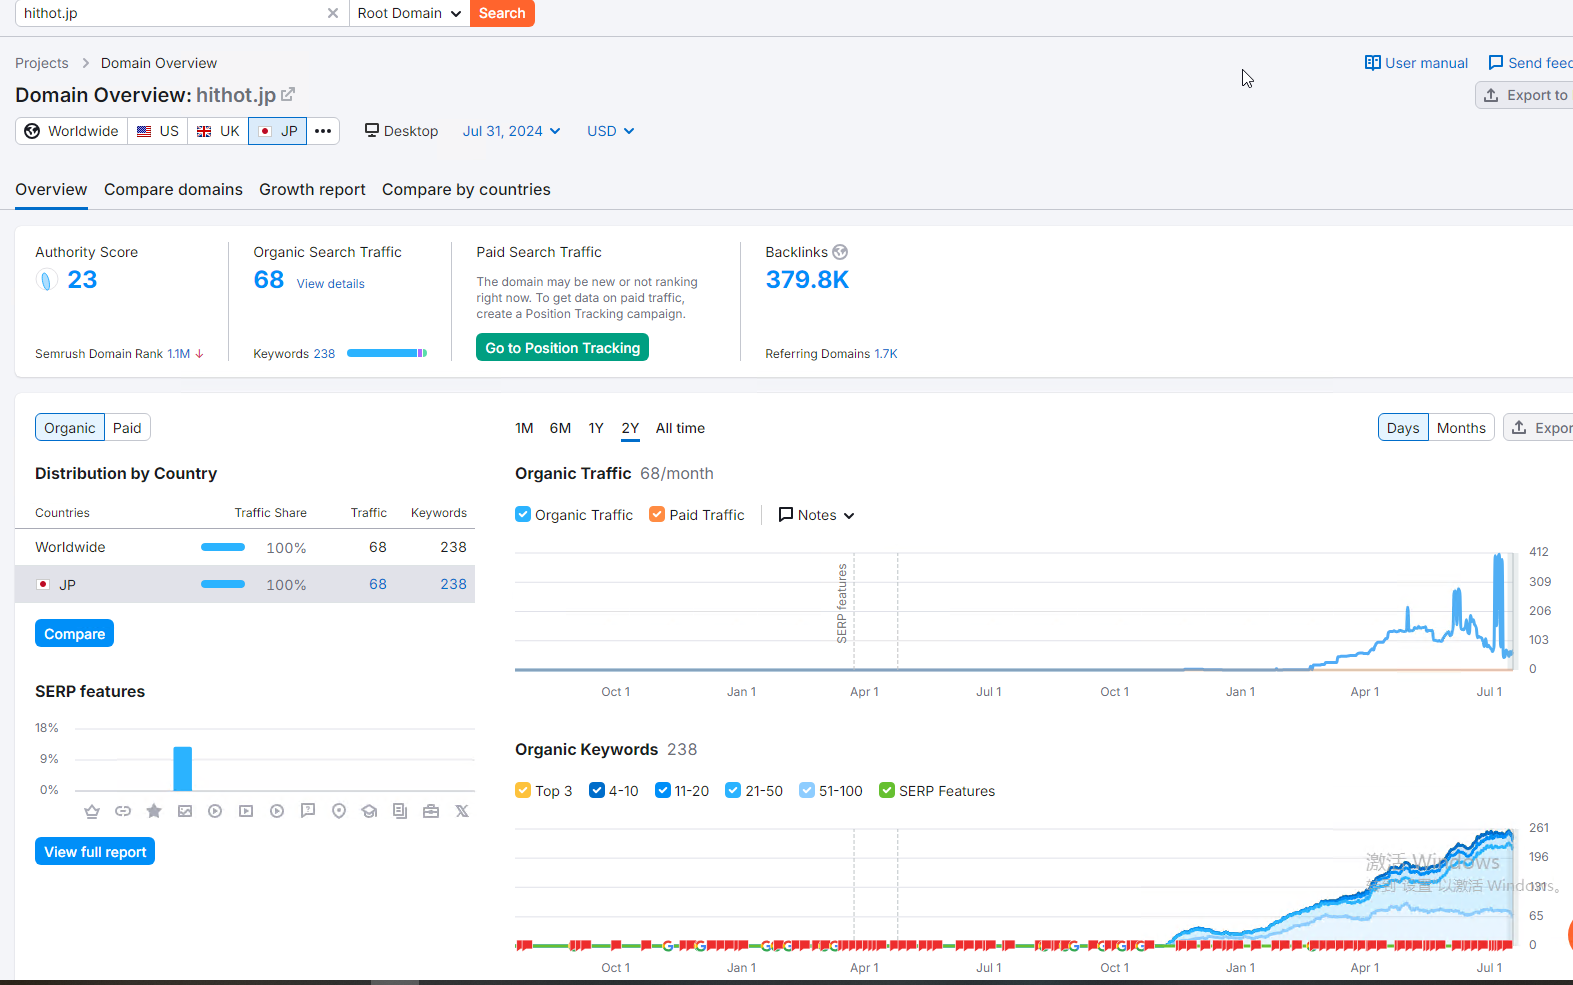 hithot.jp Root Domain Search
Projects Domain Overview
User manual Send feed
Domain Overview: hithot.jp
Export to
Worldwide US UK JP ••• Desktop Jul 31, 2024 USD
Overview Compare domains Growth report Compare by countries
Authority Score
23
Semrush Domain Rank 1.1M ↓
Organic Search Traffic
68 View details
Keywords 238
Paid Search Traffic
The domain may be new or not ranking
right now. To get data on paid traffic,
create a Position Tracking campaign.
Go to Position Tracking
Backlinks
379.8K
Referring Domains 1.7K
Organic Paid
Distribution by Country
Countries Traffic Share Traffic Keywords
Worldwide 100% 68 238
JP 100% 68 238
Compare
SERP features
18%
9%
0%
View full report
1M 6M 1Y 2Y All time
Days Months Expor
Organic Traffic 68/month
Organic Traffic Paid Traffic Notes
SERP features
412
309
206
103
0
Oct 1 Jan 1 Apr 1 Jul 1 Oct 1 Jan 1 Apr 1 Jul 1
Organic Keywords 238
Top 3 4-10 11-20 21-50 51-100 SERP Features
261
196
131
65
0
Oct 1 Jan 1 Apr 1 Jul 1 Oct 1 Jan 1 Apr 1 Jul 1
激活 Windows
转到"设置"以激活 Windows。